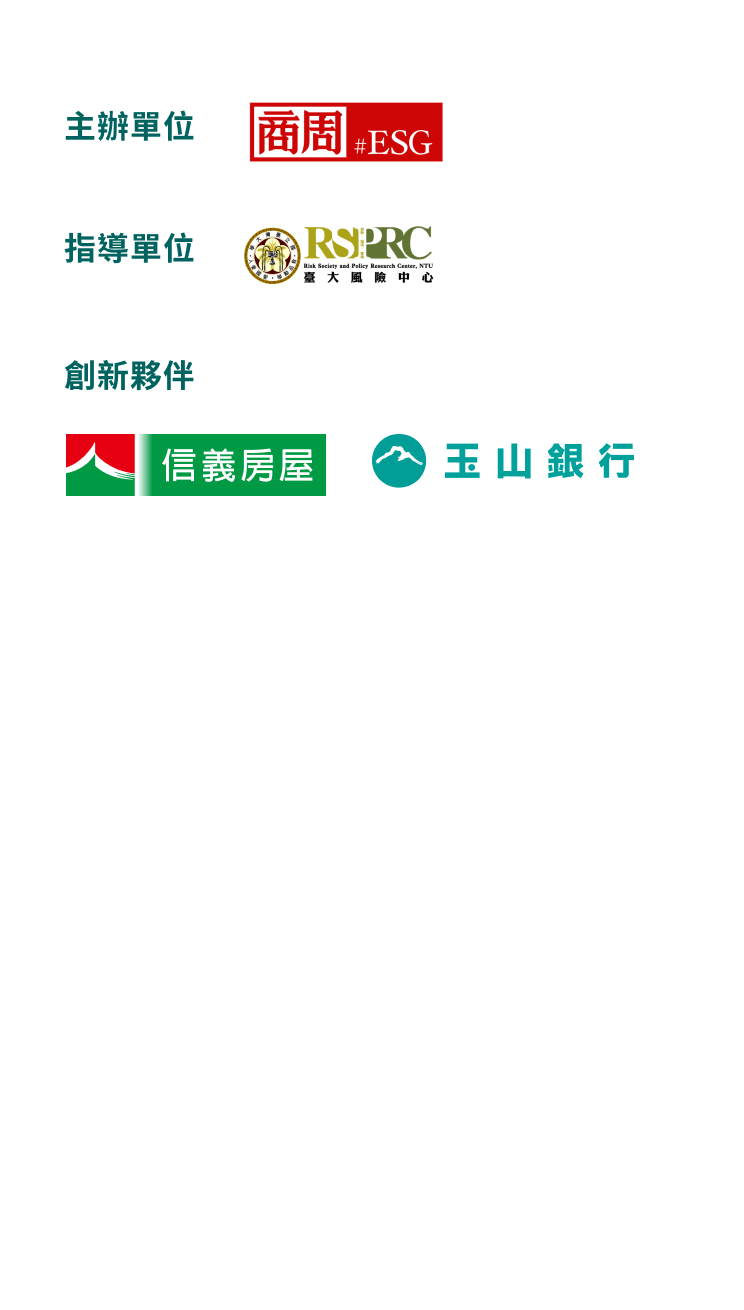 主辦單位
商周 #ESG
指導單位
RSPRC
Risk Society and Policy Research Center, NTU
臺大風險中心
創新夥伴
信義房屋
玉山銀行